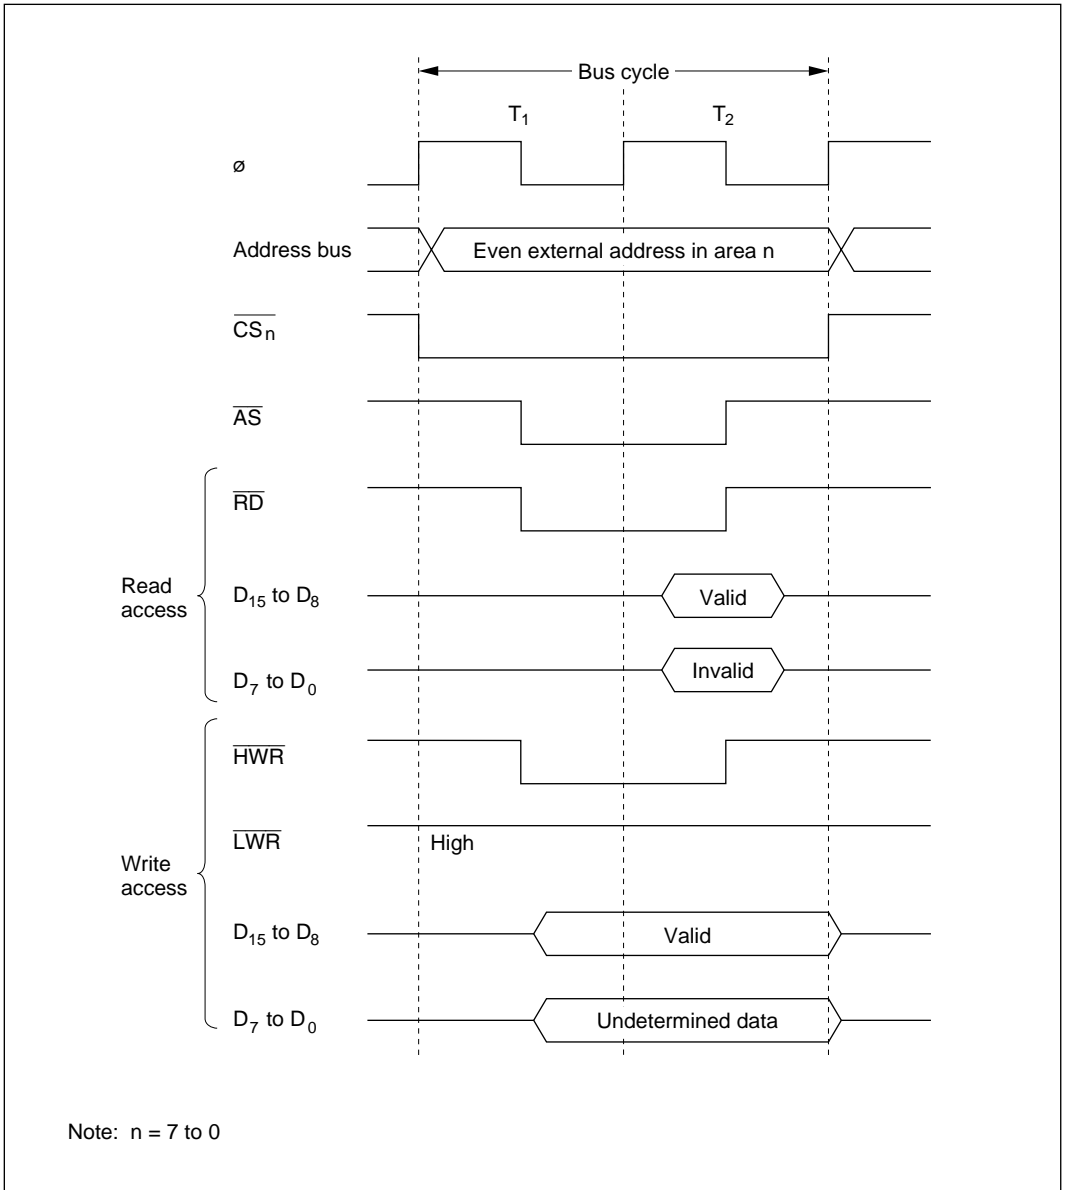 Bus cycle
T1 T2
ø
Address bus Even external address in area n
CSn
AS
RD
Read access
D15 to D8 Valid
D7 to D0 Invalid
HWR
LWR High
Write access
D15 to D8 Valid
D7 to D0 Undetermined data
Note: n = 7 to 0